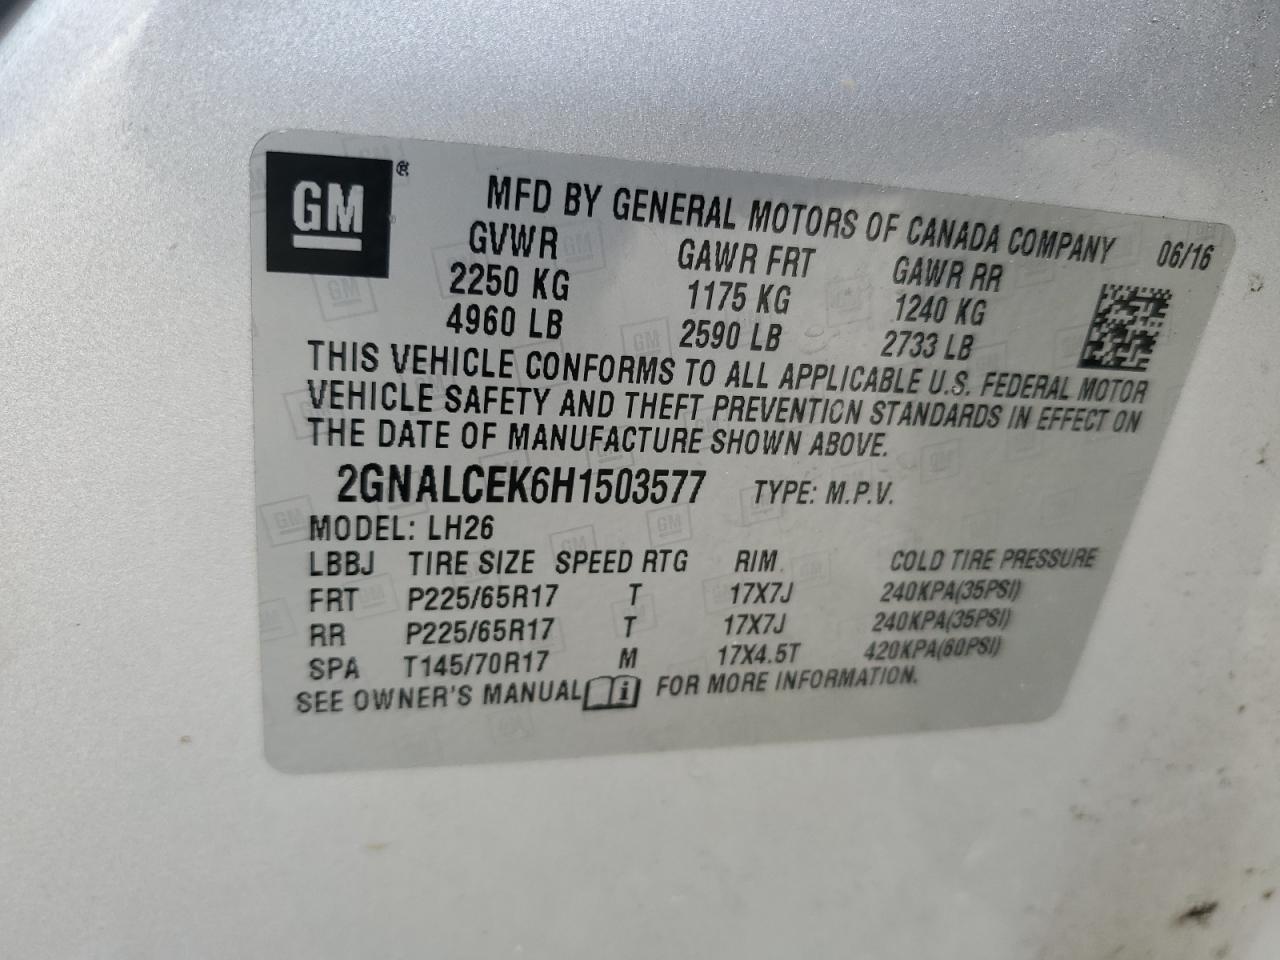 GM
MFD BY GENERAL MOTORS OF CANADA COMPANY 06/16
GVWR GAWR FRT GAWR RR
2250 KG 1175 KG 1240 KG
4960 LB 2590 LB 2733 LB
THIS VEHICLE CONFORMS TO ALL APPLICABLE U.S. FEDERAL MOTOR
VEHICLE SAFETY AND THEFT PREVENTION STANDARDS IN EFFECT ON
THE DATE OF MANUFACTURE SHOWN ABOVE.
2GNALCEK6H1503577 TYPE: M.P.V.
MODEL: LH26
LBBJ TIRE SIZE SPEED RTG RIM COLD TIRE PRESSURE
FRT P225/65R17 T 17X7J 240KPA(35PSI)
RR P225/65R17 T 17X7J 240KPA(35PSI)
SPA T145/70R17 M 17X4.5T 420KPA(60PSI)
SEE OWNER'S MANUAL FOR MORE INFORMATION.